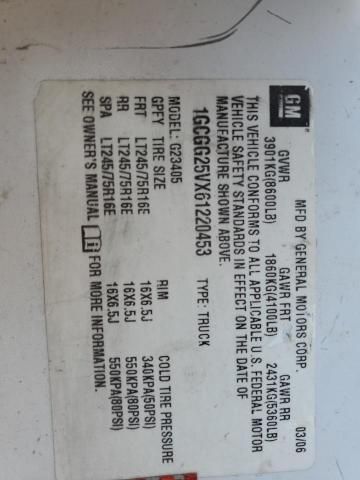 GM
MFD BY GENERAL MOTORS CORP. 03/06
GVWR GAWR FRT GAWR RR
3901KG(8600LB) 1860KG(4100LB) 2431KG(5360LB)
THIS VEHICLE CONFORMS TO ALL APPLICABLE U.S. FEDERAL MOTOR
VEHICLE SAFETY STANDARDS IN EFFECT ON THE DATE OF
MANUFACTURE SHOWN ABOVE.
1GCGG25VX61220453 TYPE: TRUCK
MODEL: G23405
GPFY TIRE SIZE RIM COLD TIRE PRESSURE
FRT LT245/75R16E 16X6.5J 340KPA(50PSI)
RR LT245/75R16E 16X6.5J 550KPA(80PSI)
SPA LT245/75R16E 16X6.5J 550KPA(80PSI)
SEE OWNER'S MANUAL FOR MORE INFORMATION.